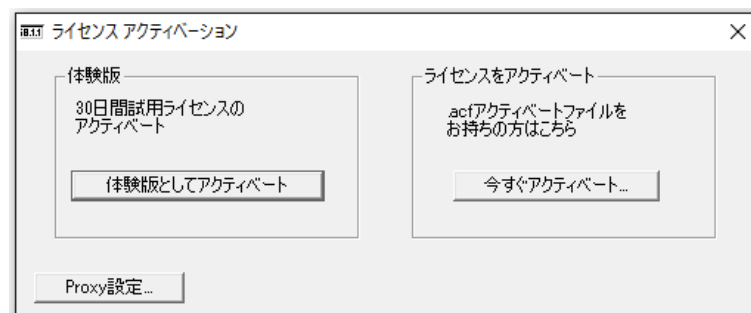 i8.1.1 ライセンス アクティベーション
体験版
30日間試用ライセンスの
アクティベート
体験版としてアクティベート
ライセンスをアクティベート
.acfアクティベートファイルを
お持ちの方はこちら
今すぐアクティベート...
Proxy設定...